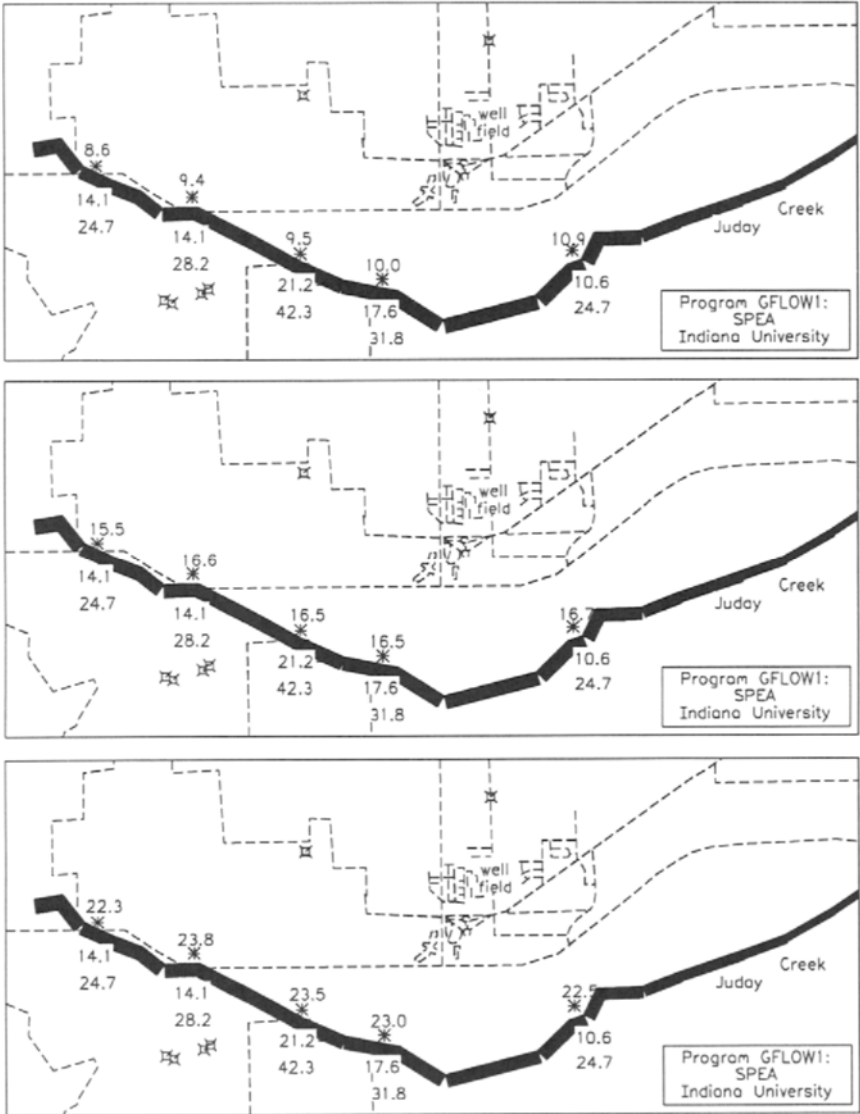 well
field
8.6
9.4
14.1
24.7
14.1
28.2
9.5
21.2
42.3
10.0
17.6
31.8
10.9
10.6
24.7
Juday Creek
Program GFLOW1:
SPEA
Indiana University
well
field
15.5
16.6
14.1
24.7
14.1
28.2
16.5
21.2
42.3
16.5
17.6
31.8
16.7
10.6
24.7
Juday Creek
Program GFLOW1:
SPEA
Indiana University
well
field
22.3
23.8
14.1
24.7
14.1
28.2
23.5
21.2
42.3
23.0
17.6
31.8
22.5
10.6
24.7
Juday Creek
Program GFLOW1:
SPEA
Indiana University